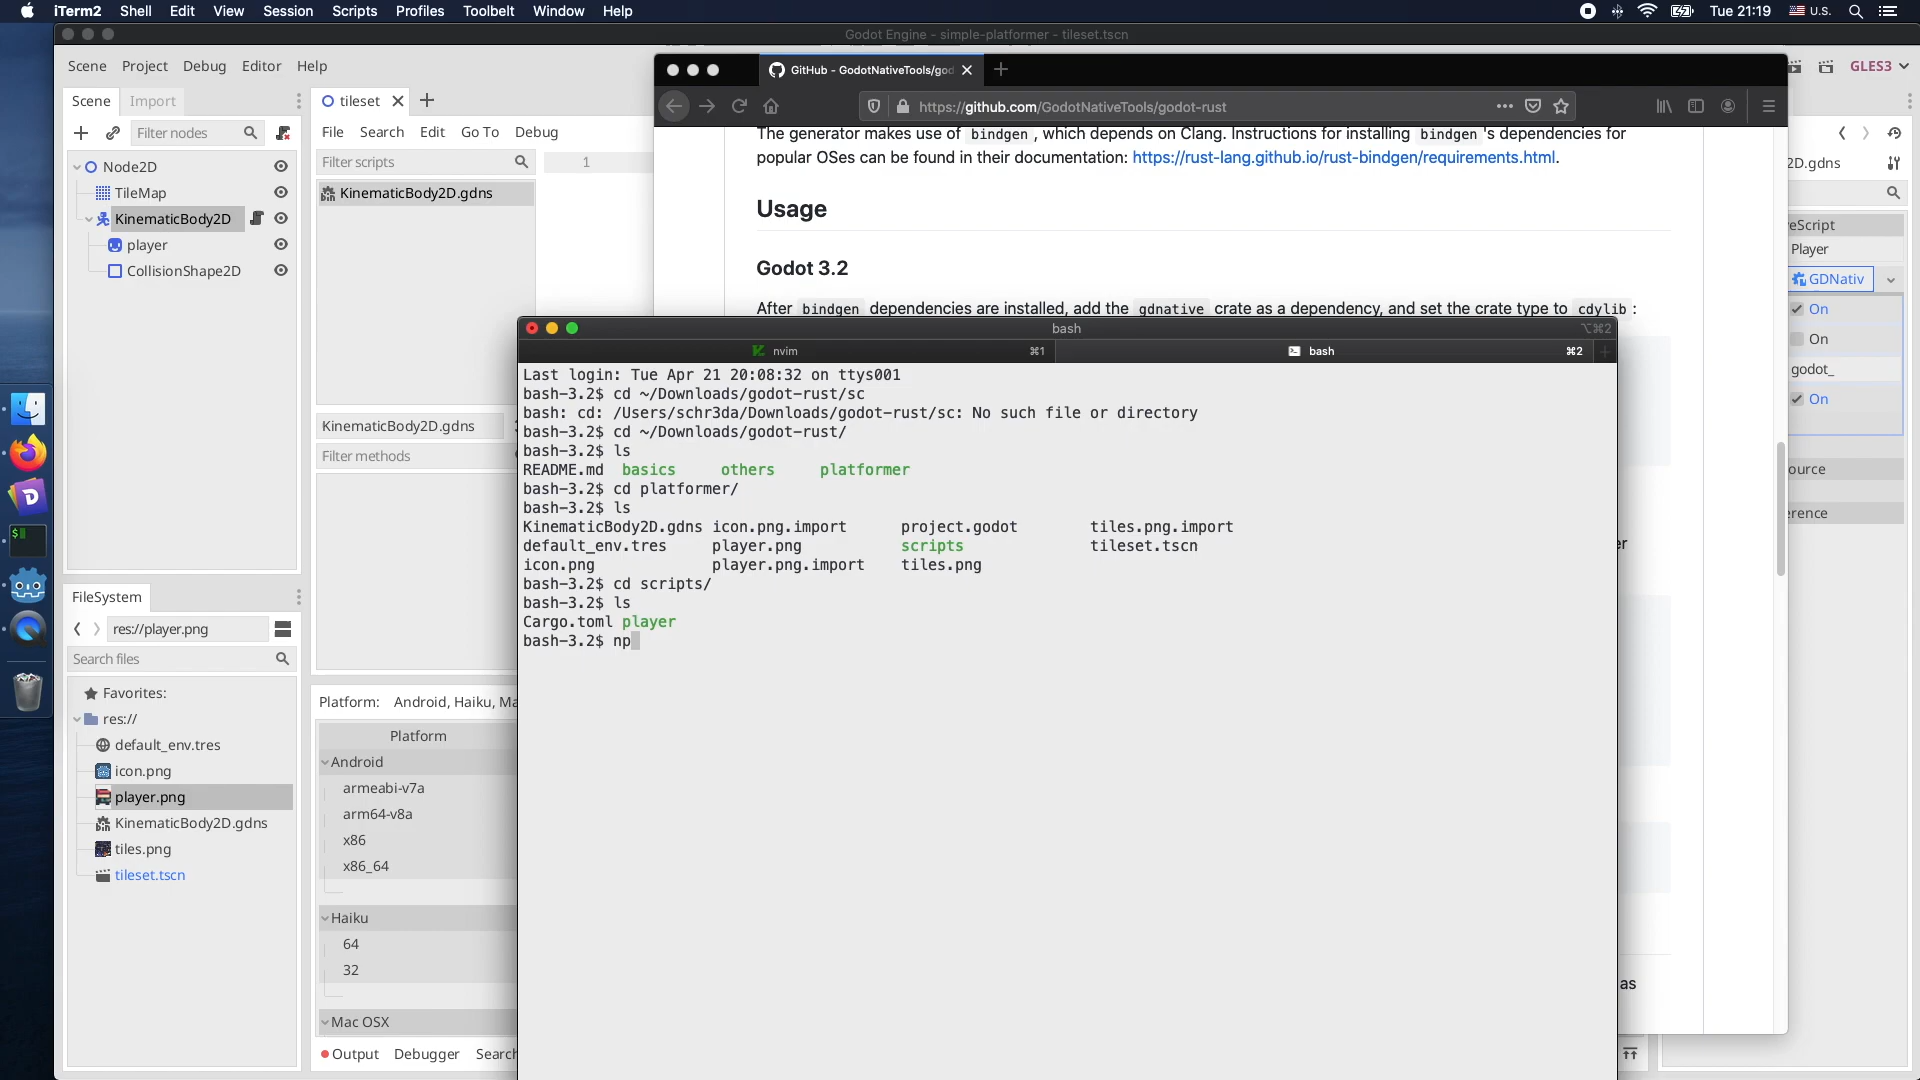 iTerm2 Shell Edit View Session Scripts Profiles Toolbelt Window Help
Tue 21:19 U.S.
Godot Engine - simple-platformer - tileset.tscn
Scene Project Debug Editor Help
GLES3
Scene Import
Filter nodes
Node2D
TileMap
KinematicBody2D
player
CollisionShape2D
FileSystem
res://player.png
Search files
Favorites:
res://
default_env.tres
icon.png
player.png
KinematicBody2D.gdns
tiles.png
tileset.tscn
tileset
File Search Edit Go To Debug
Filter scripts
1
KinematicBody2D.gdns
KinematicBody2D.gdns
Filter methods
Platform: Android, Haiku, Ma
Platform
Android
armeabi-v7a
arm64-v8a
x86
x86_64
Haiku
64
32
Mac OSX
Output Debugger Search
GitHub - GodotNativeTools/god
https://github.com/GodotNativeTools/godot-rust
The generator makes use of bindgen , which depends on Clang. Instructions for installing bindgen 's dependencies for
popular OSes can be found in their documentation: https://rust-lang.github.io/rust-bindgen/requirements.html.
Usage
Godot 3.2
After bindgen dependencies are installed, add the gdnative crate as a dependency, and set the crate type to cdylib :
er
as
bash
⌥⌘2
nvim ⌘1
bash ⌘2
Last login: Tue Apr 21 20:08:32 on ttys001
bash-3.2$ cd ~/Downloads/godot-rust/sc
bash: cd: /Users/schr3da/Downloads/godot-rust/sc: No such file or directory
bash-3.2$ cd ~/Downloads/godot-rust/
bash-3.2$ ls
README.md basics others platformer
bash-3.2$ cd platformer/
bash-3.2$ ls
KinematicBody2D.gdns icon.png.import project.godot tiles.png.import
default_env.tres player.png scripts tileset.tscn
icon.png player.png.import tiles.png
bash-3.2$ cd scripts/
bash-3.2$ ls
Cargo.toml player
bash-3.2$ np
2D.gdns
eScript
Player
GDNativ
On
On
godot_
On
ource
erence